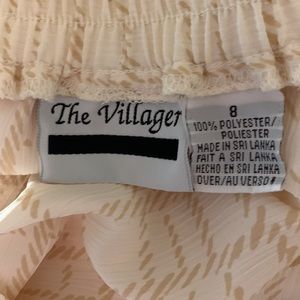 The Villager
8
100% POLYESTER/
POLIESTER
MADE IN SRI LANKA
FAIT A SRI LANKA
HECHO EN SRI LANKA
OVER/AU VERSO